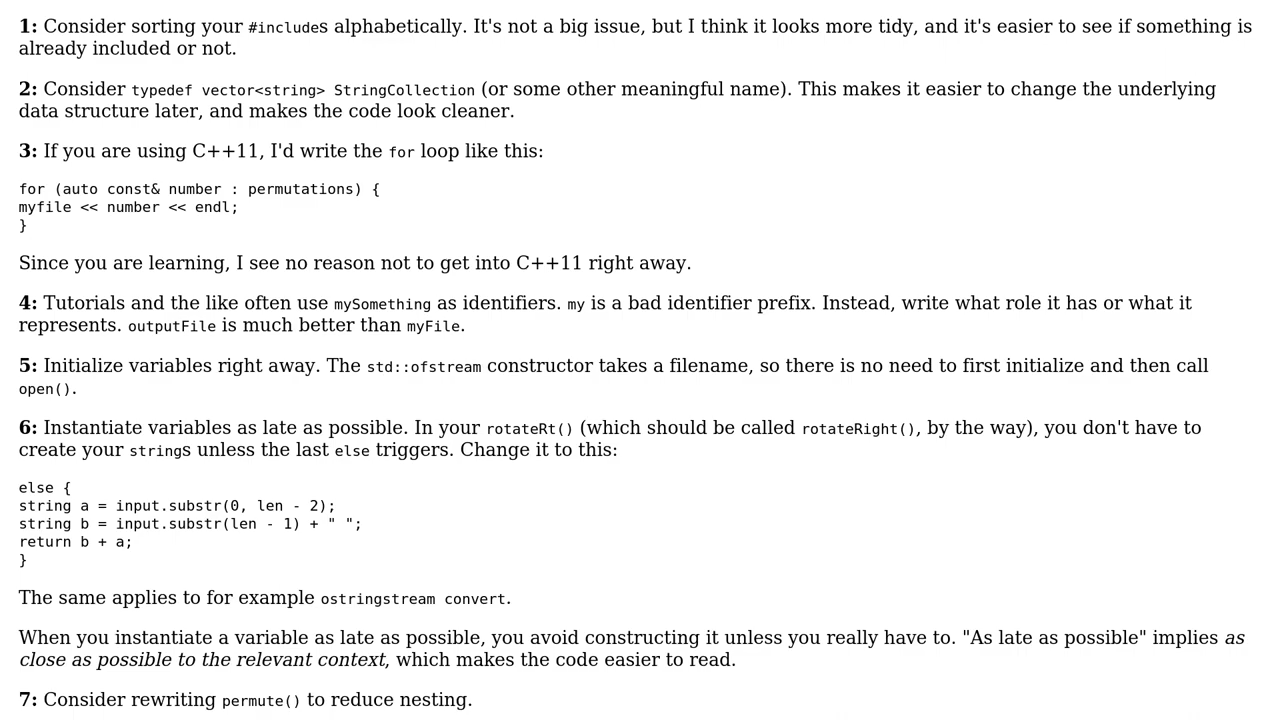 1: Consider sorting your #includes alphabetically. It's not a big issue, but I think it looks more tidy, and it's easier to see if something is
already included or not.
2: Consider typedef vector<string> StringCollection (or some other meaningful name). This makes it easier to change the underlying
data structure later, and makes the code look cleaner.
3: If you are using C++11, I'd write the for loop like this:
for (auto const& number : permutations) {
myfile << number << endl;
}
Since you are learning, I see no reason not to get into C++11 right away.
4: Tutorials and the like often use mySomething as identifiers. my is a bad identifier prefix. Instead, write what role it has or what it
represents. outputFile is much better than myFile.
5: Initialize variables right away. The std::ofstream constructor takes a filename, so there is no need to first initialize and then call
open().
6: Instantiate variables as late as possible. In your rotateRt() (which should be called rotateRight(), by the way), you don't have to
create your strings unless the last else triggers. Change it to this:
else {
string a = input.substr(0, len - 2);
string b = input.substr(len - 1) + " ";
return b + a;
}
The same applies to for example ostringstream convert.
When you instantiate a variable as late as possible, you avoid constructing it unless you really have to. "As late as possible" implies as
close as possible to the relevant context, which makes the code easier to read.
7: Consider rewriting permute() to reduce nesting.